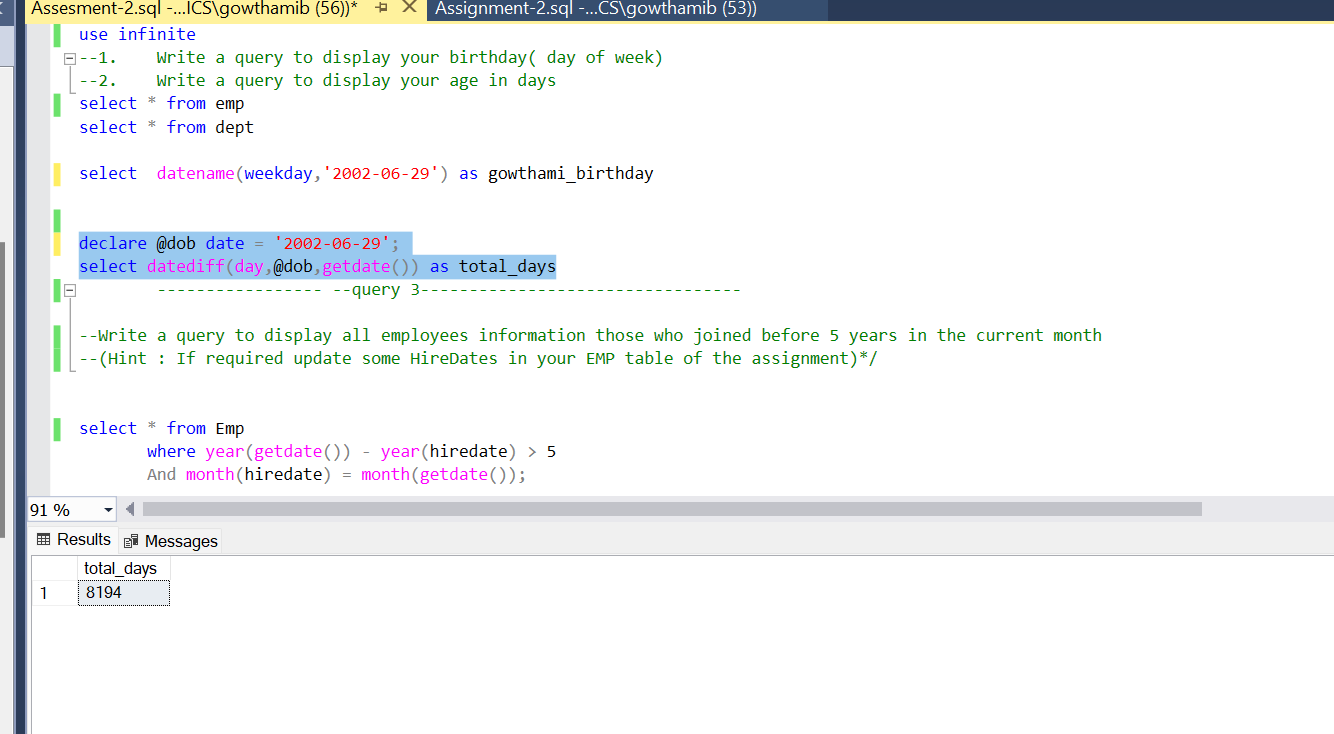 Assesment-2.sql -...ICS\gowthamib (56))* Assignment-2.sql -...CS\gowthamib (53))
use infinite
--1. Write a query to display your birthday( day of week)
--2. Write a query to display your age in days
select * from emp
select * from dept
select datename(weekday,'2002-06-29') as gowthami_birthday
declare @dob date = '2002-06-29';
select datediff(day,@dob,getdate()) as total_days
----------------- --query 3---------------------------------
--Write a query to display all employees information those who joined before 5 years in the current month
--(Hint : If required update some HireDates in your EMP table of the assignment)*/
select * from Emp
where year(getdate()) - year(hiredate) > 5
And month(hiredate) = month(getdate());
91 %
Results Messages
total_days
1 8194